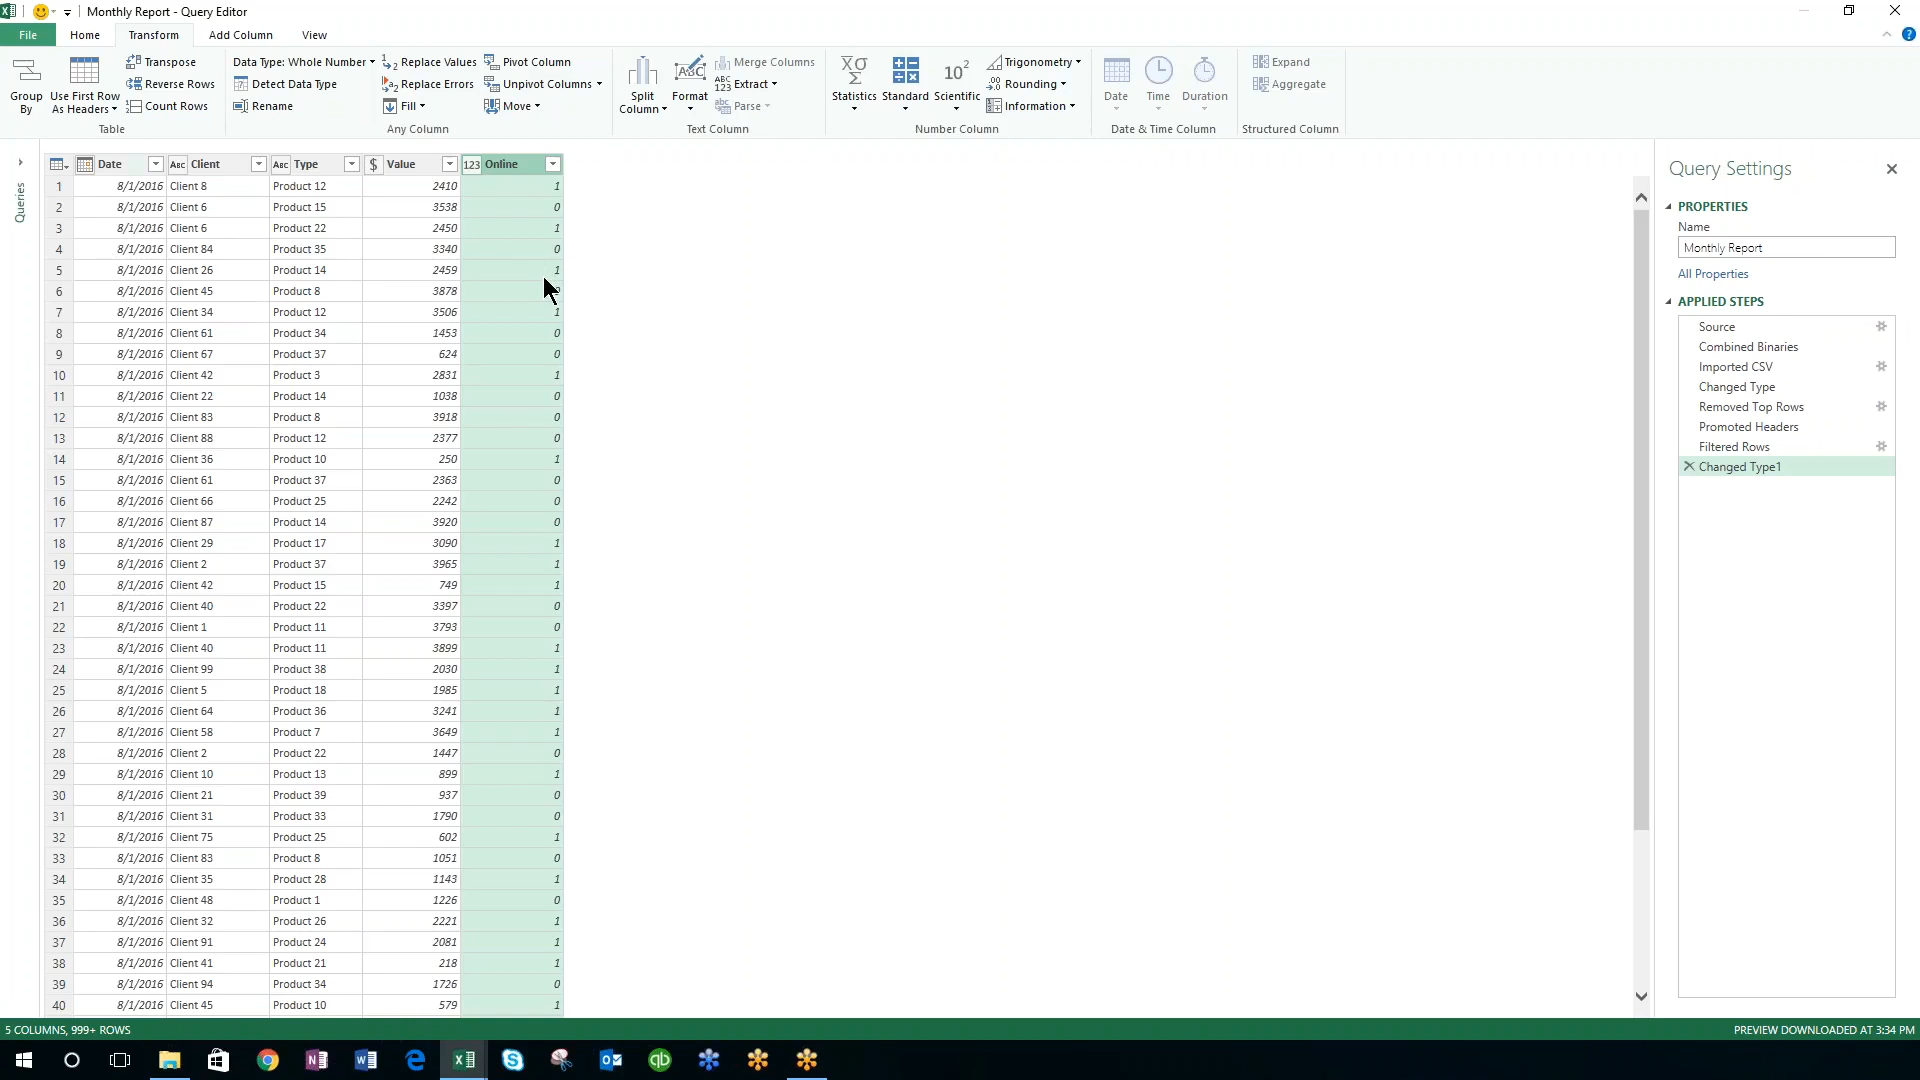 Monthly Report - Query Editor
File Home Transform Add Column View
Group By
Use First Row As Headers
Transpose
Reverse Rows
Count Rows
Table
Data Type: Whole Number
Detect Data Type
Rename
Replace Values
Replace Errors
Fill
Pivot Column
Unpivot Columns
Move
Any Column
Split Column
Format
Merge Columns
Extract
Parse
Text Column
Statistics
Standard
Scientific
Trigonometry
Rounding
Information
Number Column
Date
Time
Duration
Date & Time Column
Expand
Aggregate
Structured Column
Queries
Date ABC Client ABC Type $ Value 123 Online
1 8/1/2016 Client 8 Product 12 2410 1
2 8/1/2016 Client 6 Product 15 3538 0
3 8/1/2016 Client 6 Product 22 2450 1
4 8/1/2016 Client 84 Product 35 3340 0
5 8/1/2016 Client 26 Product 14 2459 1
6 8/1/2016 Client 45 Product 8 3878
7 8/1/2016 Client 34 Product 12 3506 1
8 8/1/2016 Client 61 Product 34 1453 0
9 8/1/2016 Client 67 Product 37 624 0
10 8/1/2016 Client 42 Product 3 2831 1
11 8/1/2016 Client 22 Product 14 1038 0
12 8/1/2016 Client 83 Product 8 3918 0
13 8/1/2016 Client 88 Product 12 2377 0
14 8/1/2016 Client 36 Product 10 250 1
15 8/1/2016 Client 61 Product 37 2363 0
16 8/1/2016 Client 66 Product 25 2242 0
17 8/1/2016 Client 87 Product 14 3920 0
18 8/1/2016 Client 29 Product 17 3090 1
19 8/1/2016 Client 2 Product 37 3965 1
20 8/1/2016 Client 42 Product 15 749 1
21 8/1/2016 Client 40 Product 22 3397 0
22 8/1/2016 Client 1 Product 11 3793 0
23 8/1/2016 Client 40 Product 11 3899 1
24 8/1/2016 Client 99 Product 38 2030 1
25 8/1/2016 Client 5 Product 18 1985 1
26 8/1/2016 Client 64 Product 36 3241 1
27 8/1/2016 Client 58 Product 7 3649 1
28 8/1/2016 Client 2 Product 22 1447 0
29 8/1/2016 Client 10 Product 13 899 1
30 8/1/2016 Client 21 Product 39 937 0
31 8/1/2016 Client 31 Product 33 1790 0
32 8/1/2016 Client 75 Product 25 602 1
33 8/1/2016 Client 83 Product 8 1051 0
34 8/1/2016 Client 35 Product 28 1143 1
35 8/1/2016 Client 48 Product 1 1226 0
36 8/1/2016 Client 32 Product 26 2221 1
37 8/1/2016 Client 91 Product 24 2081 1
38 8/1/2016 Client 41 Product 21 218 1
39 8/1/2016 Client 94 Product 34 1726 0
40 8/1/2016 Client 45 Product 10 579 1
Query Settings
PROPERTIES
Name
Monthly Report
All Properties
APPLIED STEPS
Source
Combined Binaries
Imported CSV
Changed Type
Removed Top Rows
Promoted Headers
Filtered Rows
Changed Type1
5 COLUMNS, 999+ ROWS
PREVIEW DOWNLOADED AT 3:34 PM